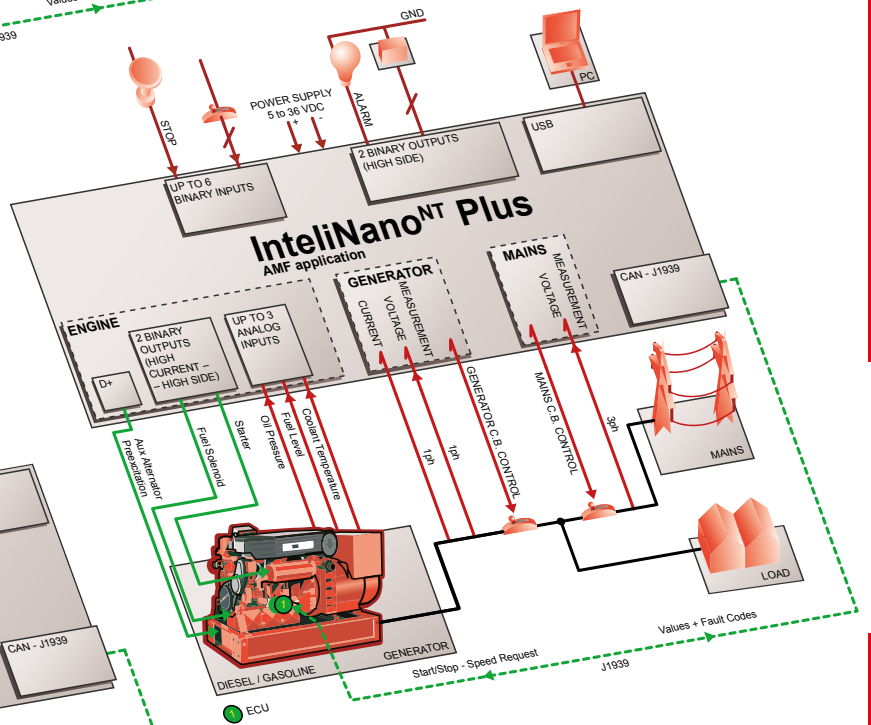 Values
J1939
GND
STOP
POWER SUPPLY
5 to 36 VDC
+ -
ALARM
PC
UP TO 6
BINARY INPUTS
2 BINARY OUTPUTS
(HIGH SIDE)
USB
InteliNanoNT Plus
AMF application
ENGINE
D+
2 BINARY
OUTPUTS
(HIGH
CURRENT –
– HIGH SIDE)
UP TO 3
ANALOG
INPUTS
GENERATOR
CURRENT
VOLTAGE
MEASUREMENT
MAINS
VOLTAGE
MEASUREMENT
CAN - J1939
Aux Alternator
Preexcitation
Fuel Solenoid
Starter
Oil Pressure
Fuel Level
Coolant Temperature
1ph
1ph
GENERATOR C.B. CONTROL
MAINS C.B. CONTROL
3ph
MAINS
LOAD
1
DIESEL / GASOLINE
GENERATOR
CAN - J1939
1 ECU
Start/Stop - Speed Request
J1939
Values + Fault Codes